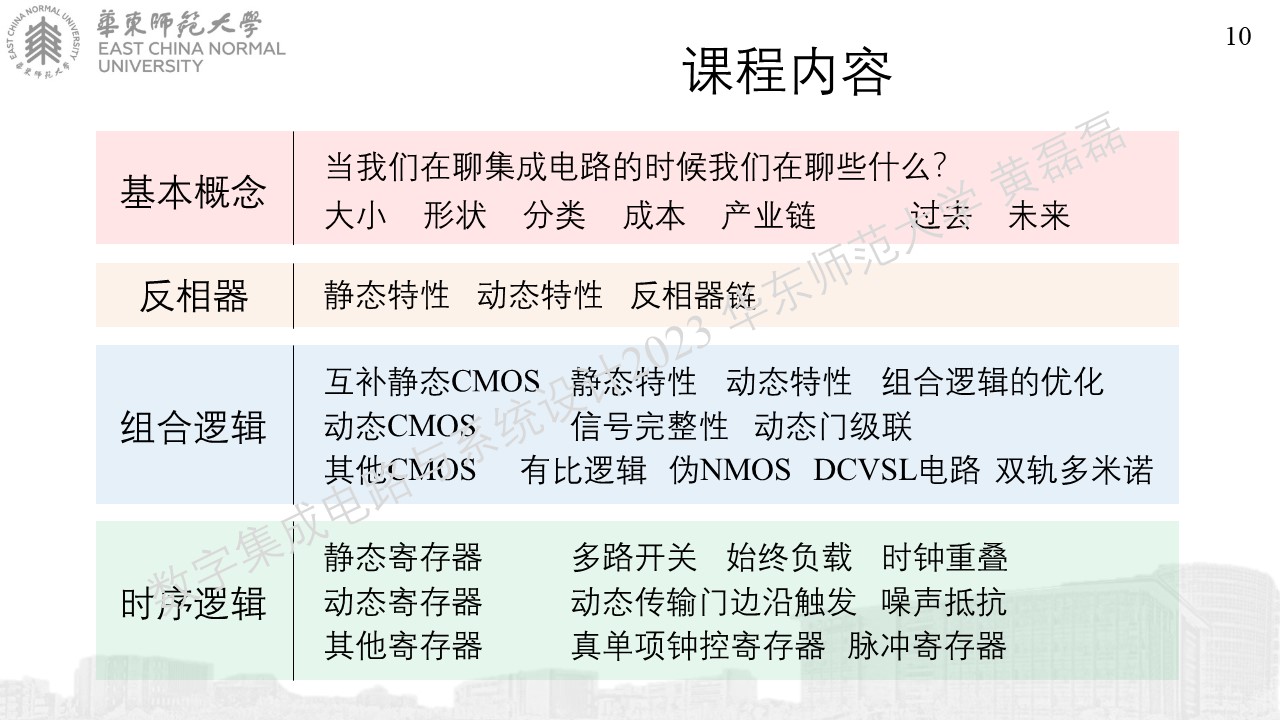 華東師范大學
EAST CHINA NORMAL
UNIVERSITY
EAST CHINA NORMAL UNIVERSITY
華東师范大学
10
课程内容
基本概念
当我们在聊集成电路的时候我们在聊些什么?
大小 形状 分类 成本 产业链 过去 未来
反相器
静态特性 动态特性 反相器链
组合逻辑
互补静态CMOS 静态特性 动态特性 组合逻辑的优化
动态CMOS 信号完整性 动态门级联
其他CMOS 有比逻辑 伪NMOS DCVSL电路 双轨多米诺
时序逻辑
静态寄存器 多路开关 始终负载 时钟重叠
动态寄存器 动态传输门边沿触发 噪声抵抗
其他寄存器 真单项钟控寄存器 脉冲寄存器
数字集成电路与系统设计2023 华东师范大学 黄磊磊